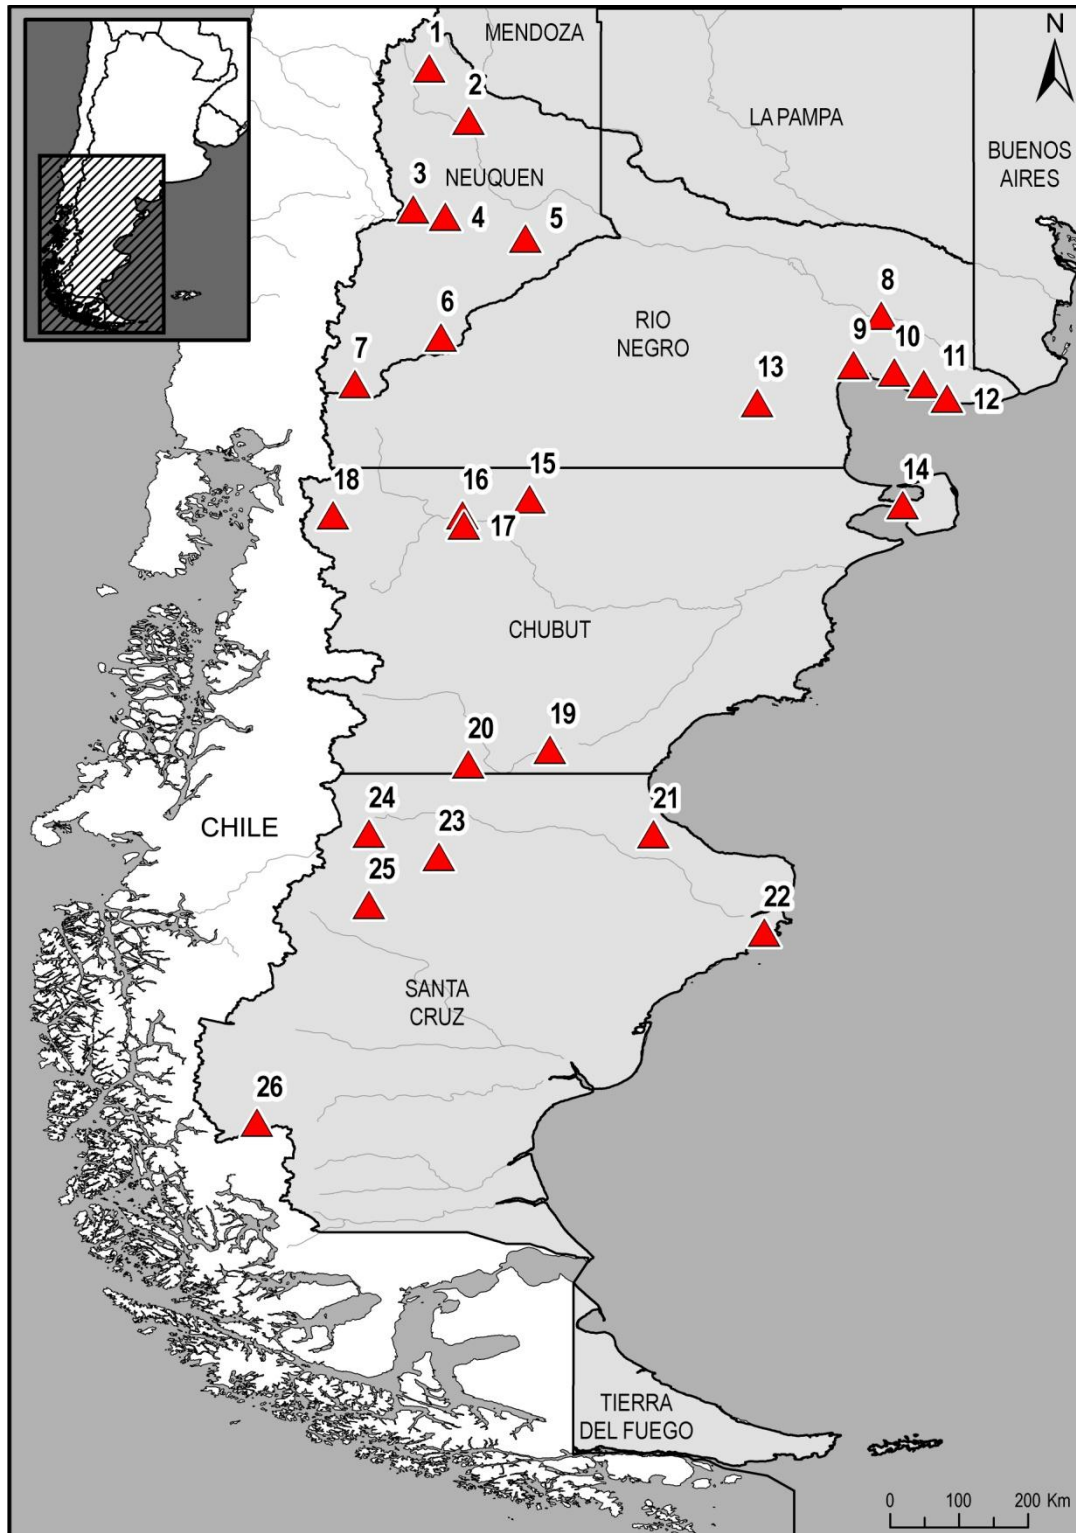 N
MENDOZA
1
2
LA PAMPA
BUENOS
AIRES
NEUQUEN
3
4
5
6
7
RIO
NEGRO
8
9
10
11
12
13
14
15
16
17
18
CHUBUT
19
20
21
22
23
24
25
CHILE
SANTA
CRUZ
26
TIERRA
DEL FUEGO
0 100 200 Km